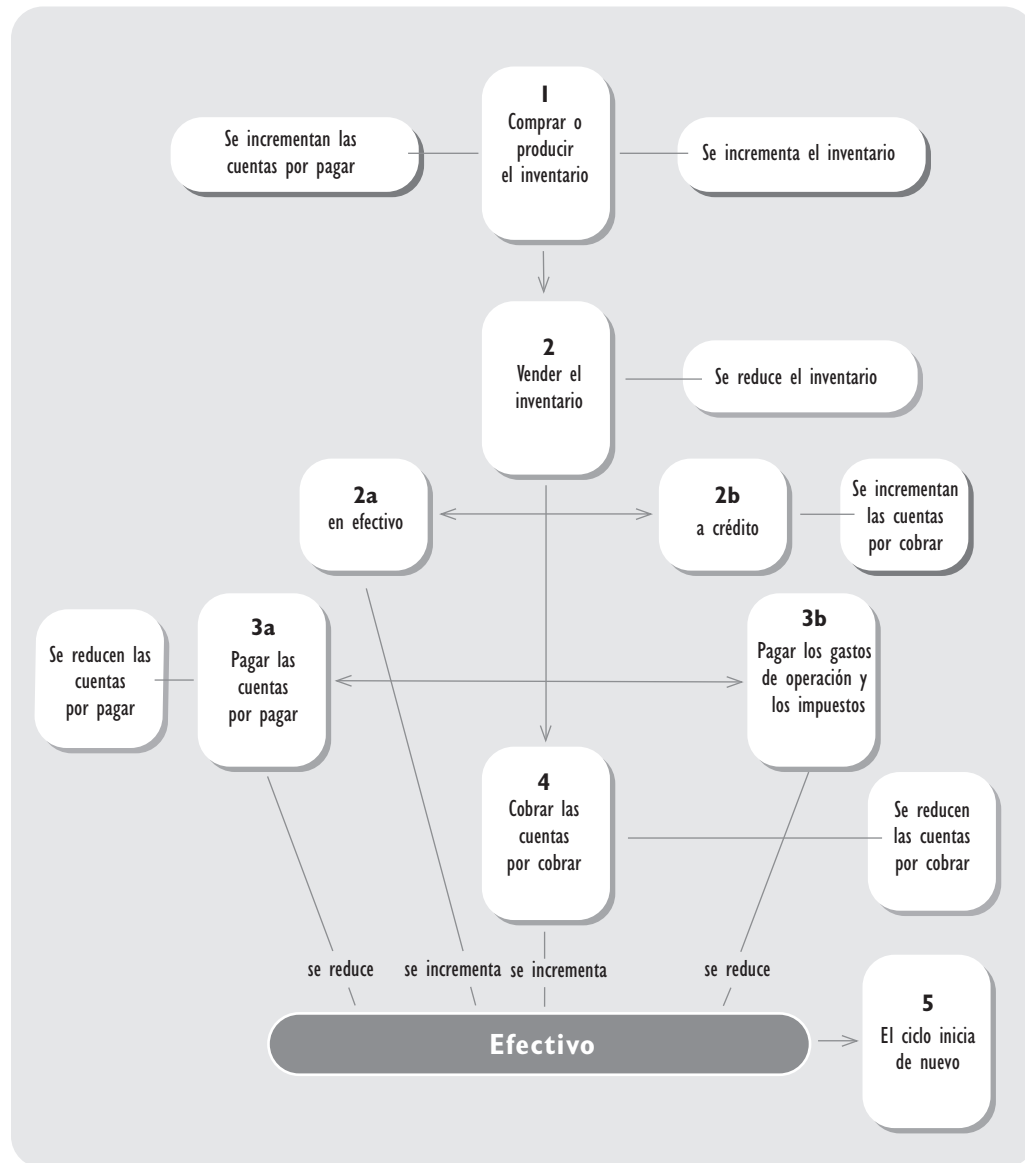 1
Comprar o
producir
el inventario
Se incrementan las
cuentas por pagar
Se incrementa el inventario
2
Vender el
inventario
Se reduce el inventario
2a
en efectivo
2b
a crédito
Se incrementan
las cuentas
por cobrar
3a
Pagar las
cuentas
por pagar
Se reducen las
cuentas
por pagar
3b
Pagar los gastos
de operación y
los impuestos
4
Cobrar las
cuentas
por cobrar
Se reducen
las cuentas
por cobrar
se reduce
se incrementa
se incrementa
se reduce
Efectivo
5
El ciclo inicia
de nuevo